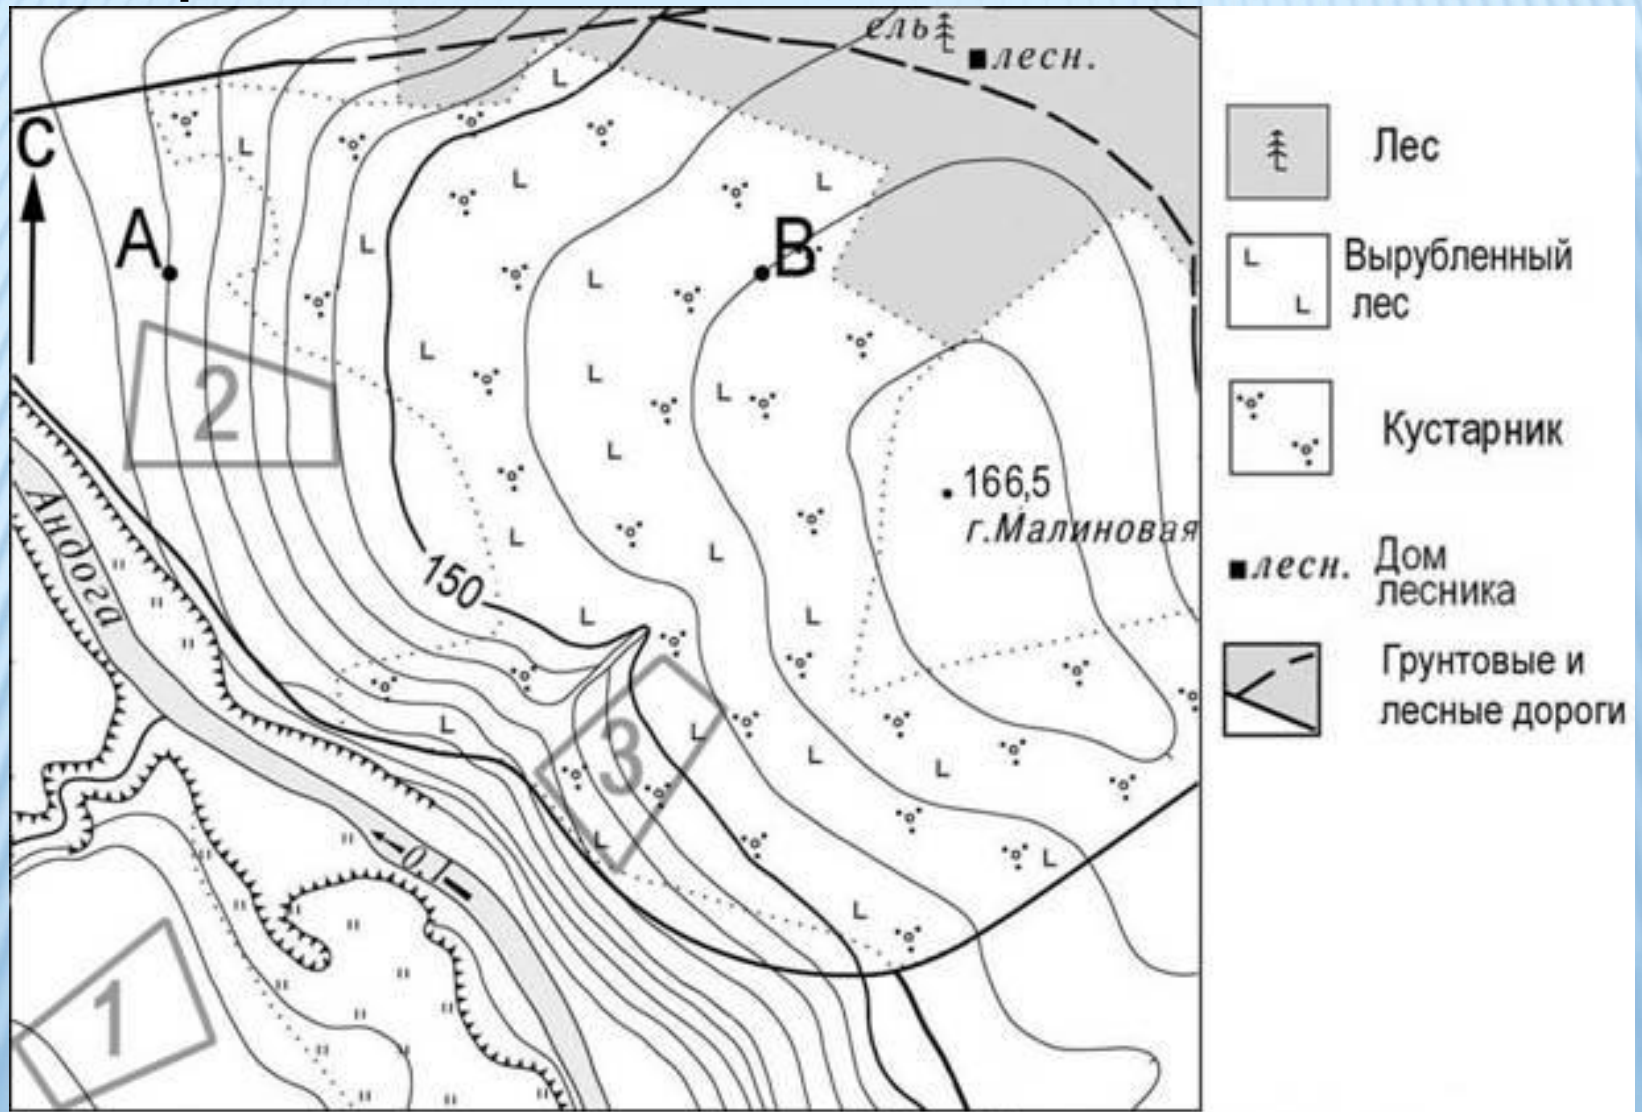 ель
лесн.
С
А
В
2
166,5
г.Малиновая
Андога
150
3
0,1
1
Лес
Вырубленный
лес
Кустарник
лесн.
Дом
лесника
Грунтовые и
лесные дороги